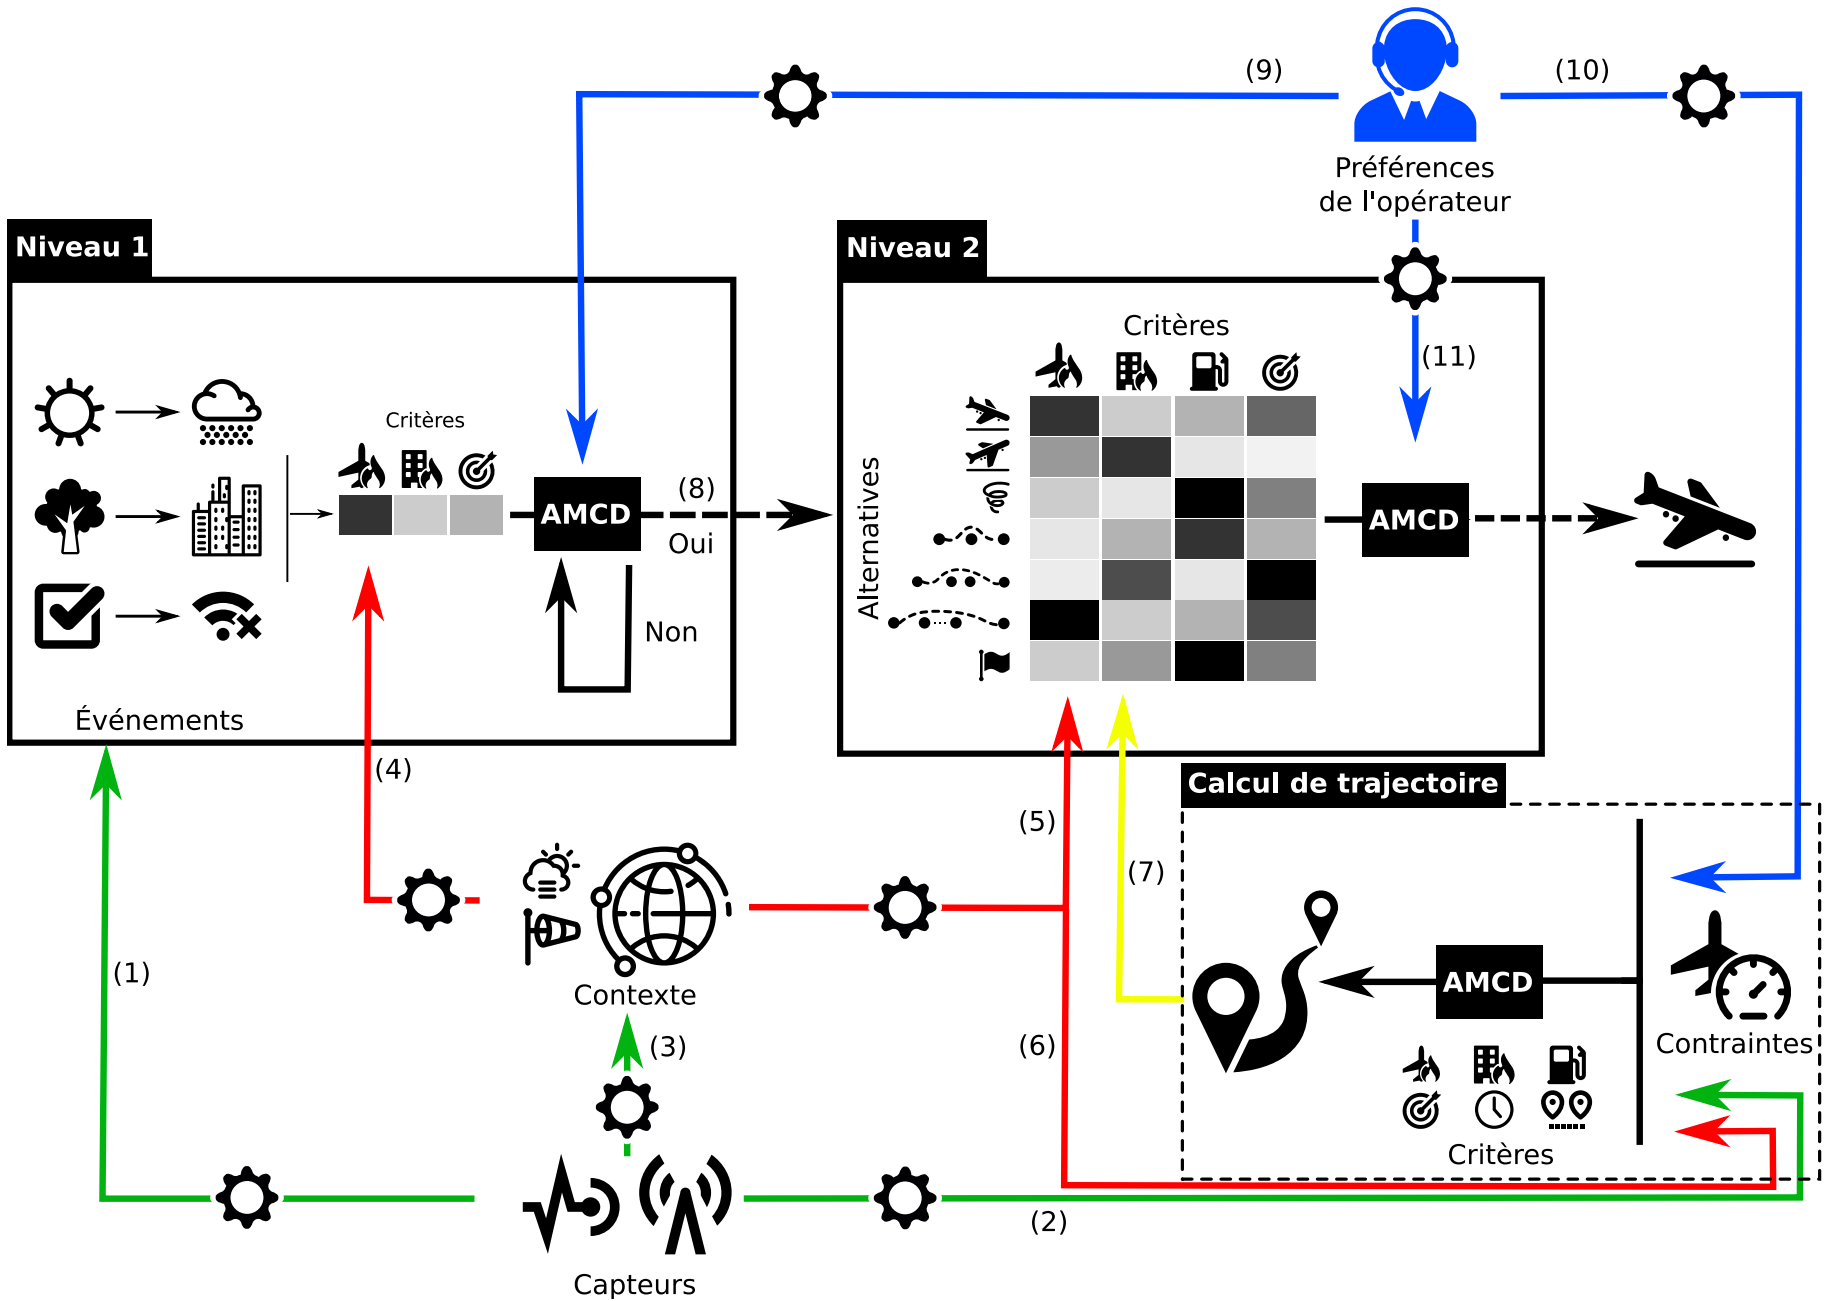 (9)
(10)
Préférences
de l'opérateur
Niveau 1
Niveau 2
Critères
(11)
Critères
AMCD
(8)
Oui
Non
Alternatives
AMCD
Événements
(4)
Calcul de trajectoire
(5)
(7)
(1)
Contexte
(3)
(6)
AMCD
Contraintes
Critères
(2)
Capteurs